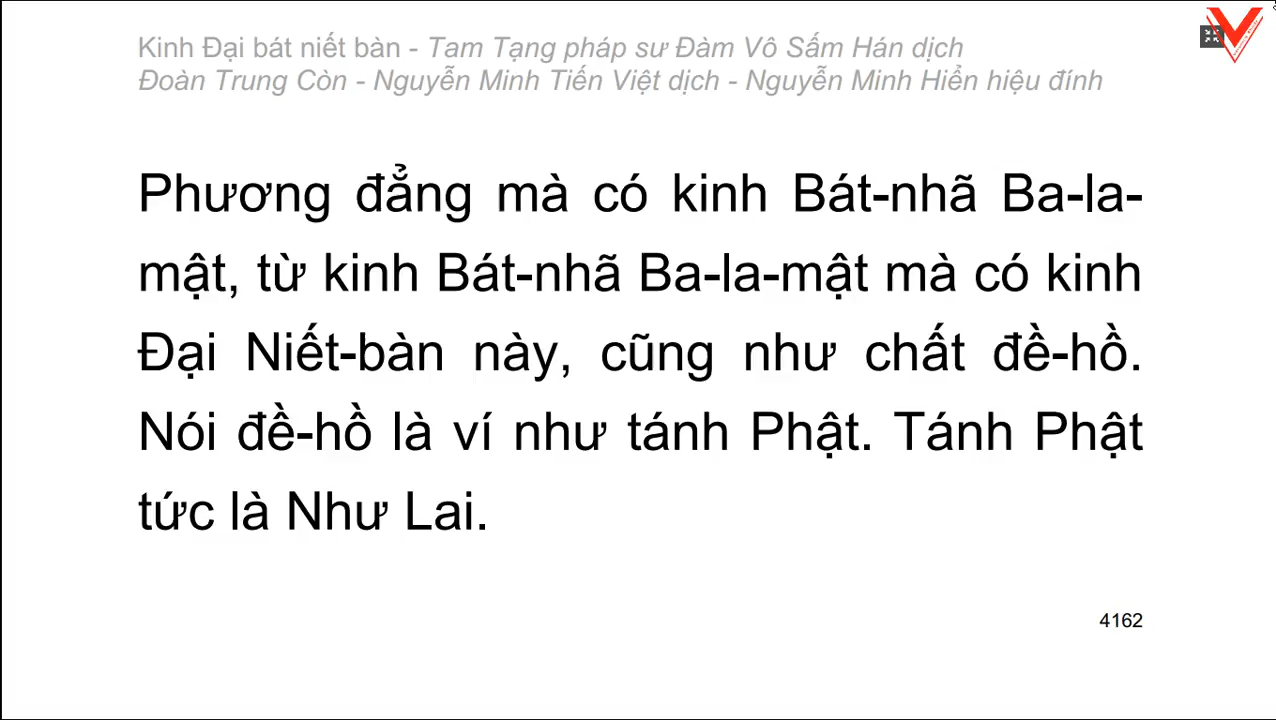 Kinh Đại bát niết bàn - Tam Tạng pháp sư Đàm Vô Sấm Hán dịch
Đoàn Trung Còn - Nguyễn Minh Tiến Việt dịch - Nguyễn Minh Hiển hiệu đính
Phương đẳng mà có kinh Bát-nhã Ba-la-
mật, từ kinh Bát-nhã Ba-la-mật mà có kinh
Đại Niết-bàn này, cũng như chất đề-hồ.
Nói đề-hồ là ví như tánh Phật. Tánh Phật
tức là Như Lai.
4162